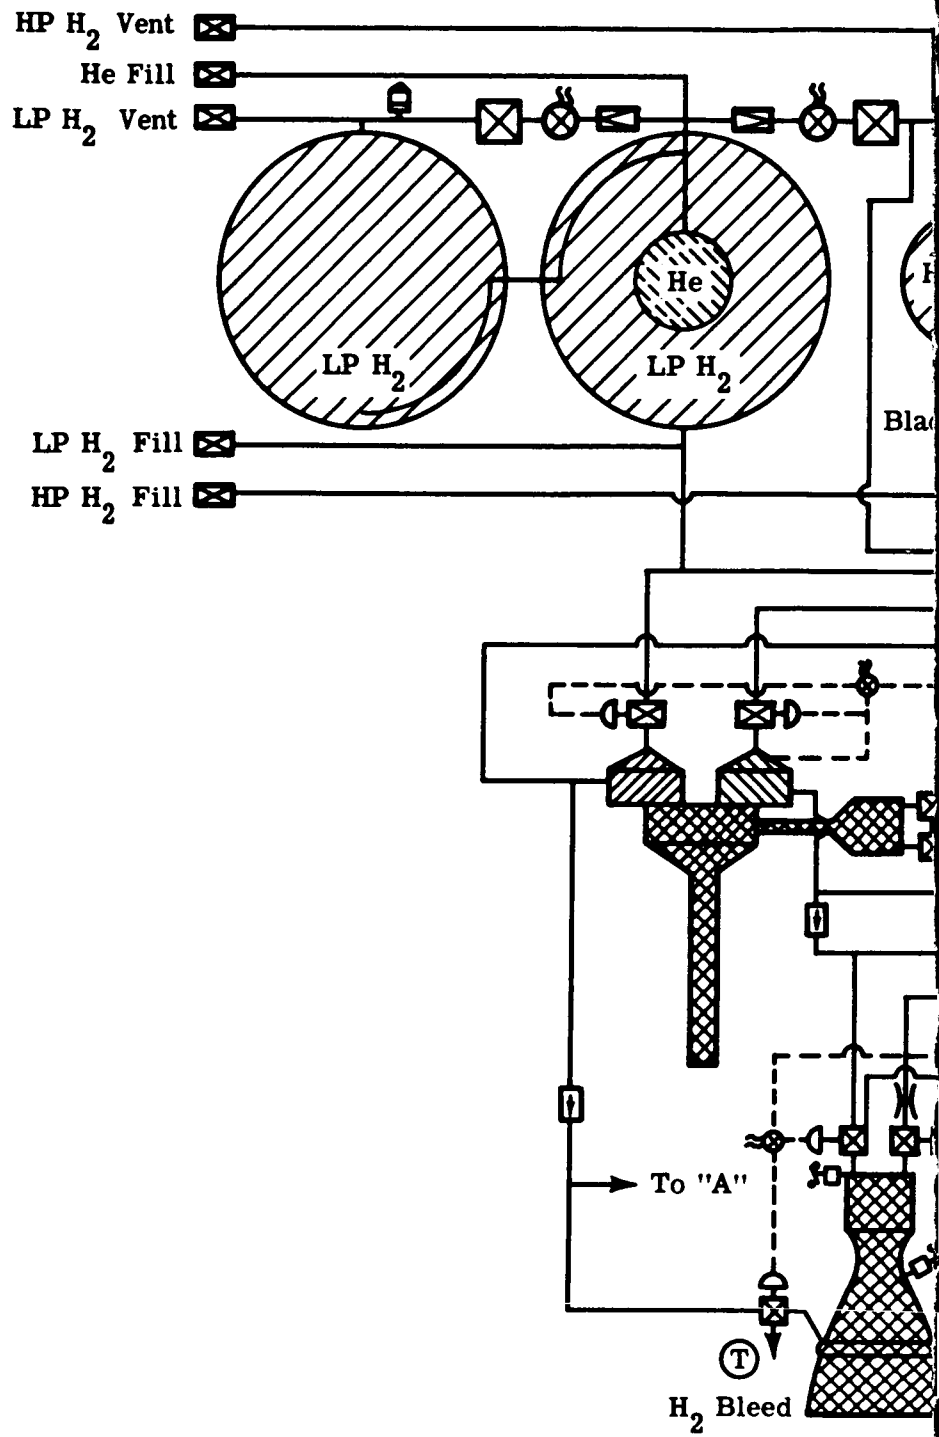 HP H₂ Vent
He Fill
LP H₂ Vent
He
LP H₂
LP H₂
LP H₂ Fill
HP H₂ Fill
To "A"
T
H₂ Bleed